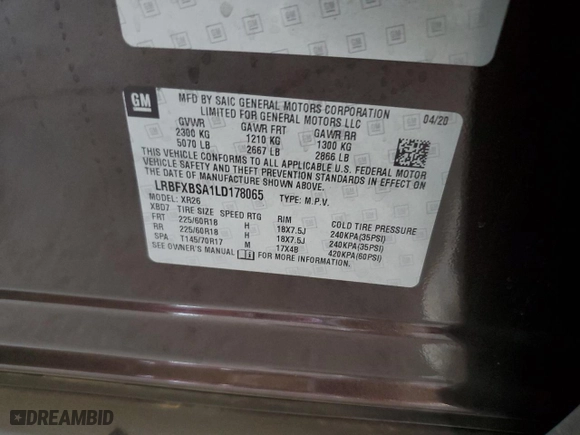 GM
MFD BY SAIC GENERAL MOTORS CORPORATION
LIMITED FOR GENERAL MOTORS LLC
04/20
GVWR GAWR FRT GAWR RR
2300 KG 1210 KG 1300 KG
5070 LB 2667 LB 2866 LB
THIS VEHICLE CONFORMS TO ALL APPLICABLE U.S. FEDERAL MOTOR
VEHICLE SAFETY AND THEFT PREVENTION STANDARDS IN EFFECT ON
THE DATE OF MANUFACTURE SHOWN ABOVE.
LRBFXBSA1LD178065 TYPE: M.P.V.
MODEL: XR26
XBD7 TIRE SIZE SPEED RTG RIM COLD TIRE PRESSURE
FRT 225/60R18 H 18X7.5J 240KPA(35PSI)
RR 225/60R18 H 18X7.5J 240KPA(35PSI)
SPA T145/70R17 M 17X4B 420KPA(60PSI)
SEE OWNER'S MANUAL FOR MORE INFORMATION.
DREAMBID